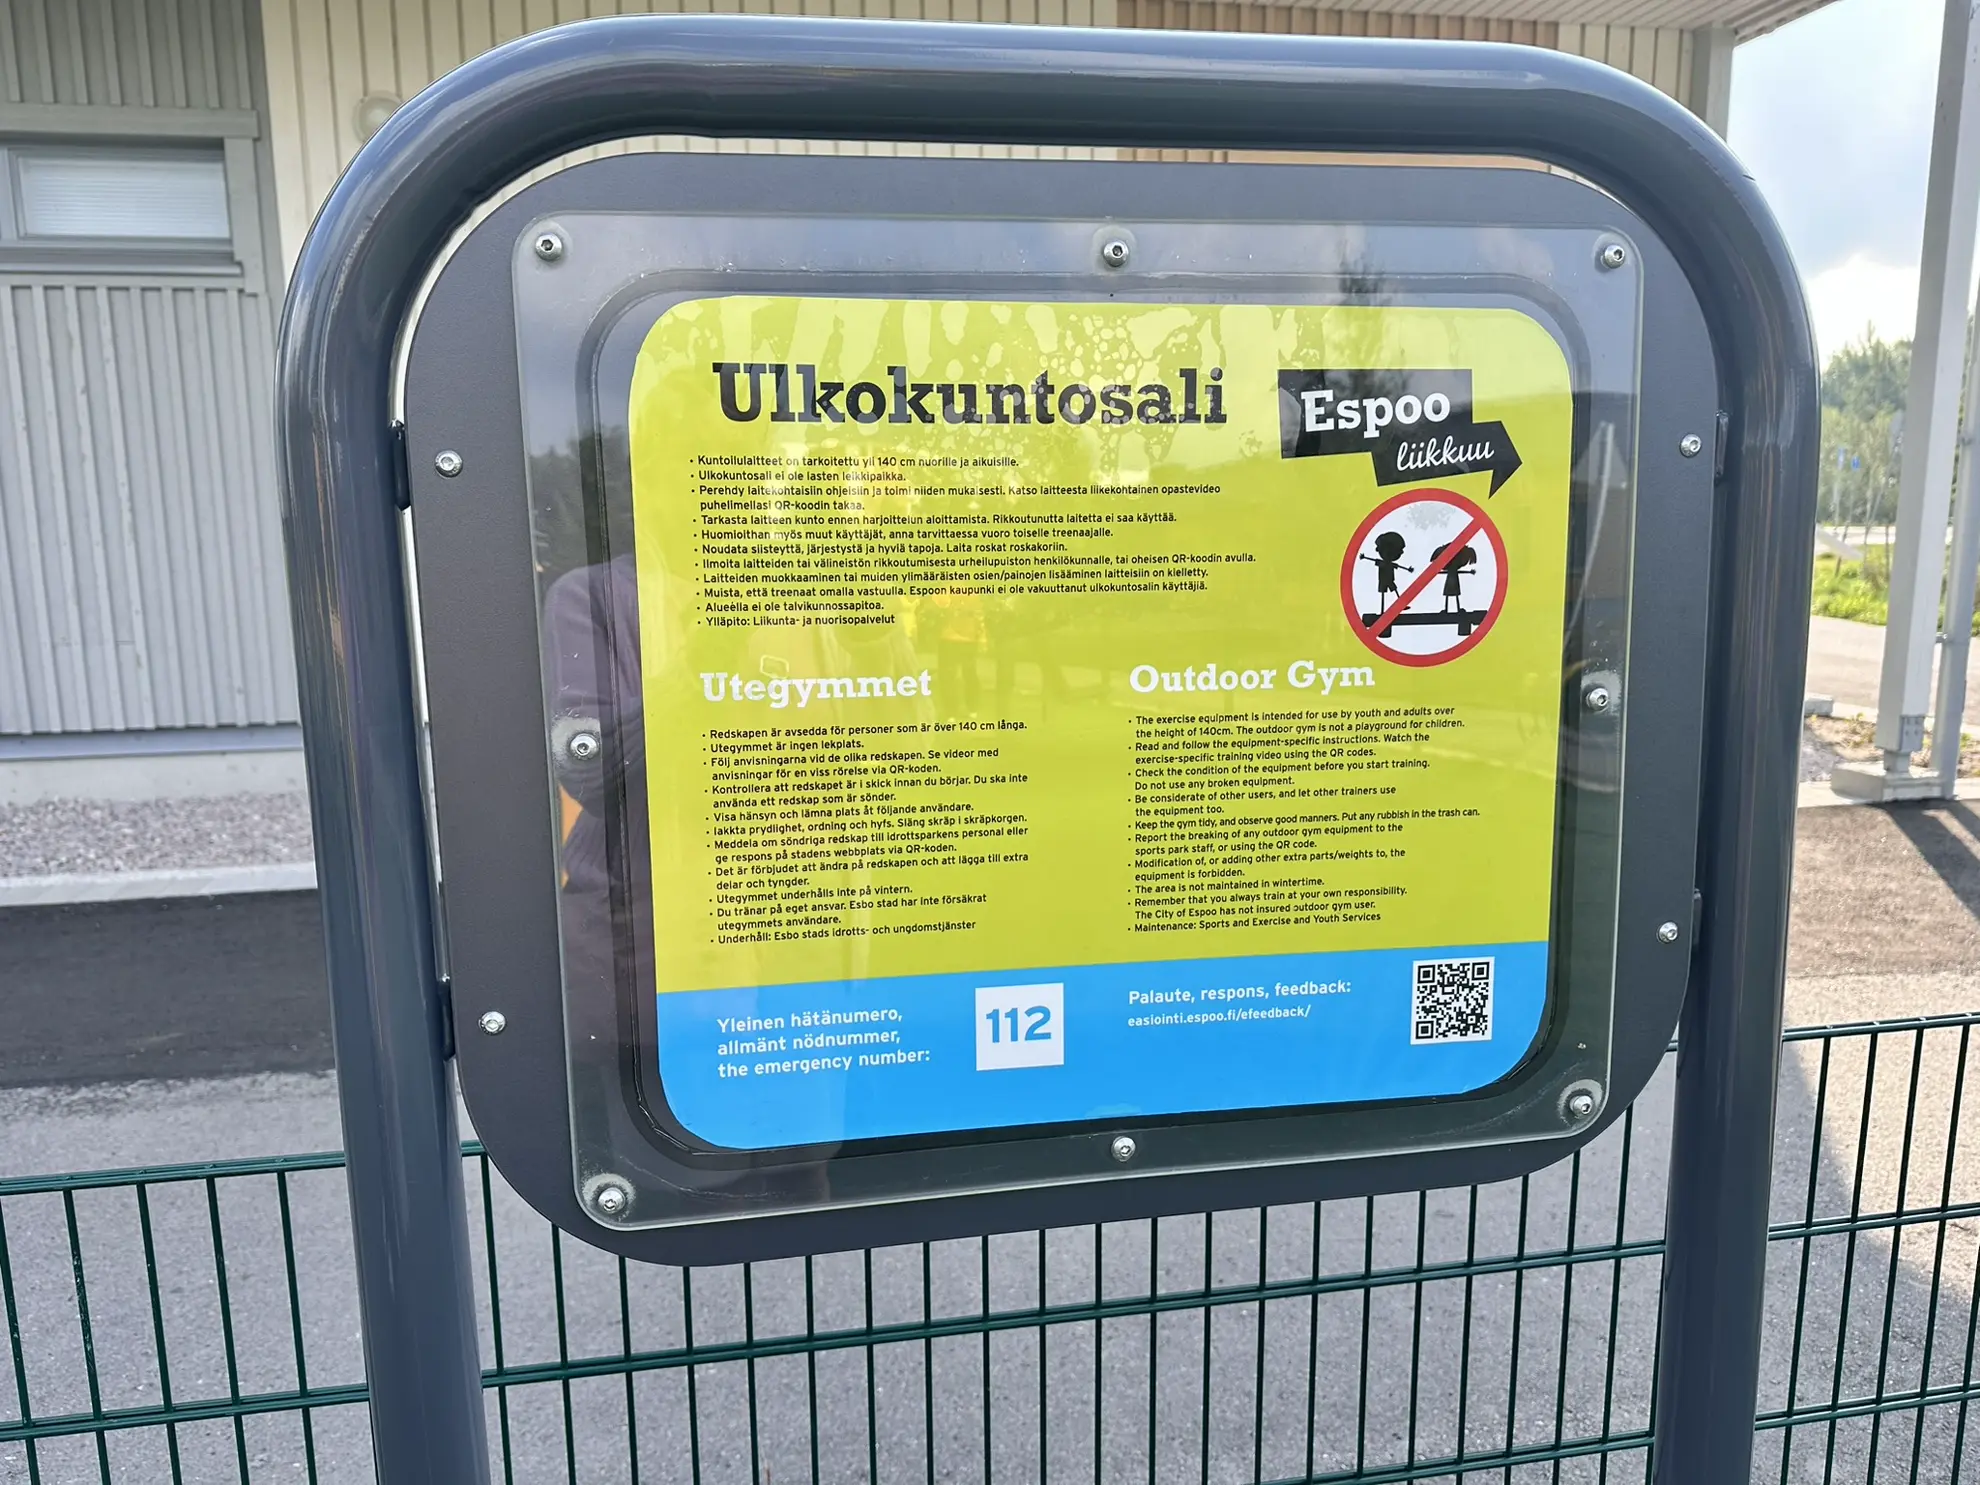 Ulkokuntosali
Espoo
liikkuu
• Kuntoilulaitteet on tarkoitettu yli 140 cm nuorille ja aikuisille.
• Ulkokuntosali ei ole lasten leikkipaikka.
• Perehdy laitekohtaisiin ohjeisiin ja toimi niiden mukaisesti. Katso laitteesta liikekohtainen opastevideo
puhelimellasi QR-koodin takaa.
• Tarkasta laitteen kunto ennen harjoittelun aloittamista. Rikkoutunutta laitetta ei saa käyttää.
• Huomioithan myös muut käyttäjät, anna tarvittaessa vuoro toiselle treenaajalle.
• Noudata siisteyttä, järjestystä ja hyviä tapoja. Laita roskat roskakoriin.
• Ilmoita laitteiden tai välineistön rikkoutumisesta urheilupuiston henkilökunnalle, tai oheisen QR-koodin avulla.
• Laitteiden muokkaaminen tai muiden ylimääräisten osien/painojen lisääminen laitteisiin on kielletty.
• Muista, että treenaat omalla vastuulla. Espoon kaupunki ei ole vakuuttanut ulkokuntosalin käyttäjiä.
• Alueella ei ole talvikunnossapitoa.
• Ylläpito: Liikunta- ja nuorisopalvelut
Utegymmet
• Redskapen är avsedda för personer som är över 140 cm långa.
• Utegymmet är ingen lekplats.
• Följ anvisningarna vid de olika redskapen. Se videor med
anvisningar för en viss rörelse via QR-koden.
• Kontrollera att redskapet är i skick innan du börjar. Du ska inte
använda ett redskap som är sönder.
• Visa hänsyn och lämna plats åt följande användare.
• Iakkta prydlighet, ordning och hyfs. Släng skräp i skräpkorgen.
• Meddela om söndriga redskap till idrottsparkens personal eller
ge respons på stadens webbplats via QR-koden.
• Det är förbjudet att ändra på redskapen och att lägga till extra
delar och tyngder.
• Utegymmet underhålls inte på vintern.
• Du tränar på eget ansvar. Esbo stad har inte försäkrat
utegymmets användare.
• Underhåll: Esbo stads idrotts- och ungdomstjänster
Outdoor Gym
• The exercise equipment is intended for use by youth and adults over
the height of 140cm. The outdoor gym is not a playground for children.
• Read and follow the equipment-specific instructions. Watch the
exercise-specific training video using the QR codes.
• Check the condition of the equipment before you start training.
Do not use any broken equipment.
• Be considerate of other users, and let other trainers use
the equipment too.
• Keep the gym tidy, and observe good manners. Put any rubbish in the trash can.
• Report the breaking of any outdoor gym equipment to the
sports park staff, or using the QR code.
• Modification of, or adding other extra parts/weights to, the
equipment is forbidden.
• The area is not maintained in wintertime.
• Remember that you always train at your own responsibility.
The City of Espoo has not insured outdoor gym user.
• Maintenance: Sports and Exercise and Youth Services
Yleinen hätänumero,
allmänt nödnummer,
the emergency number:
112
Palaute, respons, feedback:
easiointi.espoo.fi/efeedback/